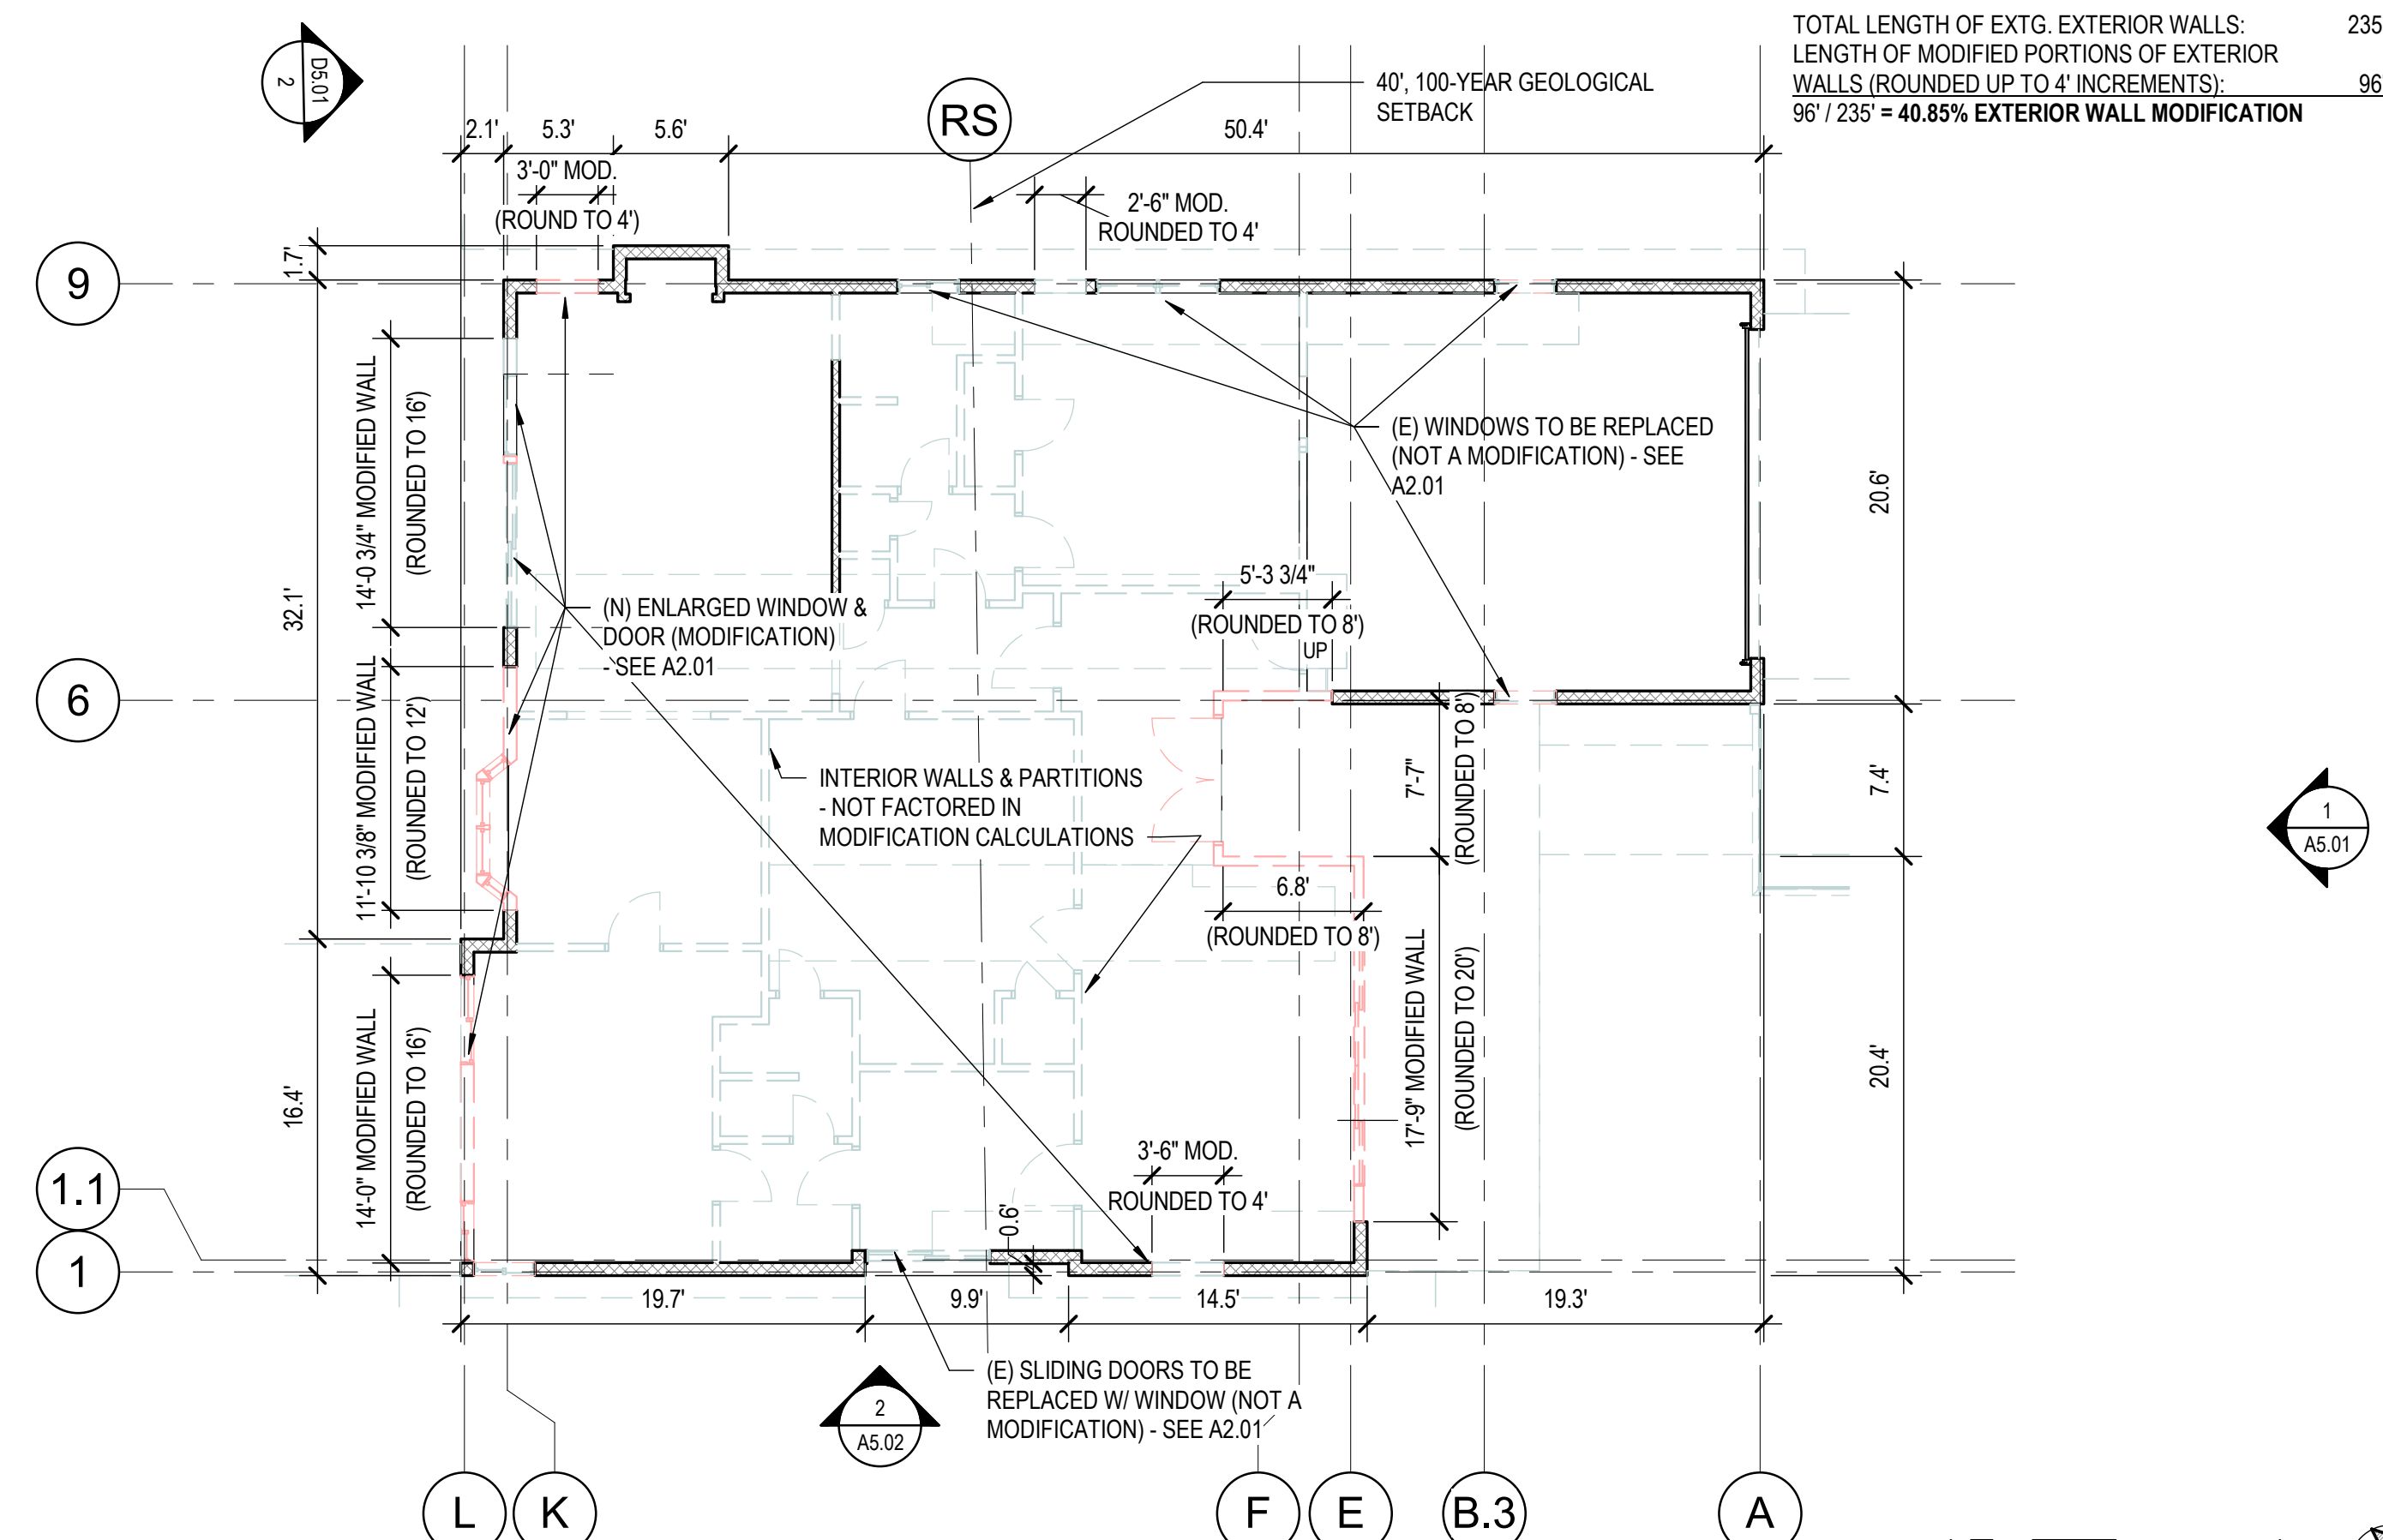 TOTAL LENGTH OF EXTG. EXTERIOR WALLS: 235'
LENGTH OF MODIFIED PORTIONS OF EXTERIOR
WALLS (ROUNDED UP TO 4' INCREMENTS): 96'
96' / 235' = 40.85% EXTERIOR WALL MODIFICATION
D5.01
2
RS
40', 100-YEAR GEOLOGICAL
SETBACK
2.1' 5.3' 5.6' 50.4'
3'-0" MOD.
(ROUND TO 4')
2'-6" MOD.
ROUNDED TO 4'
1.7'
9
14'-0 3/4" MODIFIED WALL
(ROUNDED TO 16')
32.1'
(E) WINDOWS TO BE REPLACED
(NOT A MODIFICATION) - SEE
A2.01
20.6'
(N) ENLARGED WINDOW &
DOOR (MODIFICATION)
- SEE A2.01
5'-3 3/4"
(ROUNDED TO 8')
UP
6
11'-10 3/8" MODIFIED WALL
(ROUNDED TO 12')
INTERIOR WALLS & PARTITIONS
- NOT FACTORED IN
MODIFICATION CALCULATIONS
7'-7"
(ROUNDED TO 8')
7.4'
1
A5.01
6.8'
(ROUNDED TO 8')
17'-9" MODIFIED WALL
(ROUNDED TO 20')
14'-0" MODIFIED WALL
(ROUNDED TO 16')
16.4'
20.4'
3'-6" MOD.
ROUNDED TO 4'
0.6'
1.1
1
19.7' 9.9' 14.5' 19.3'
(E) SLIDING DOORS TO BE
REPLACED W/ WINDOW (NOT A
MODIFICATION) - SEE A2.01
2
A5.02
L K F E B.3 A